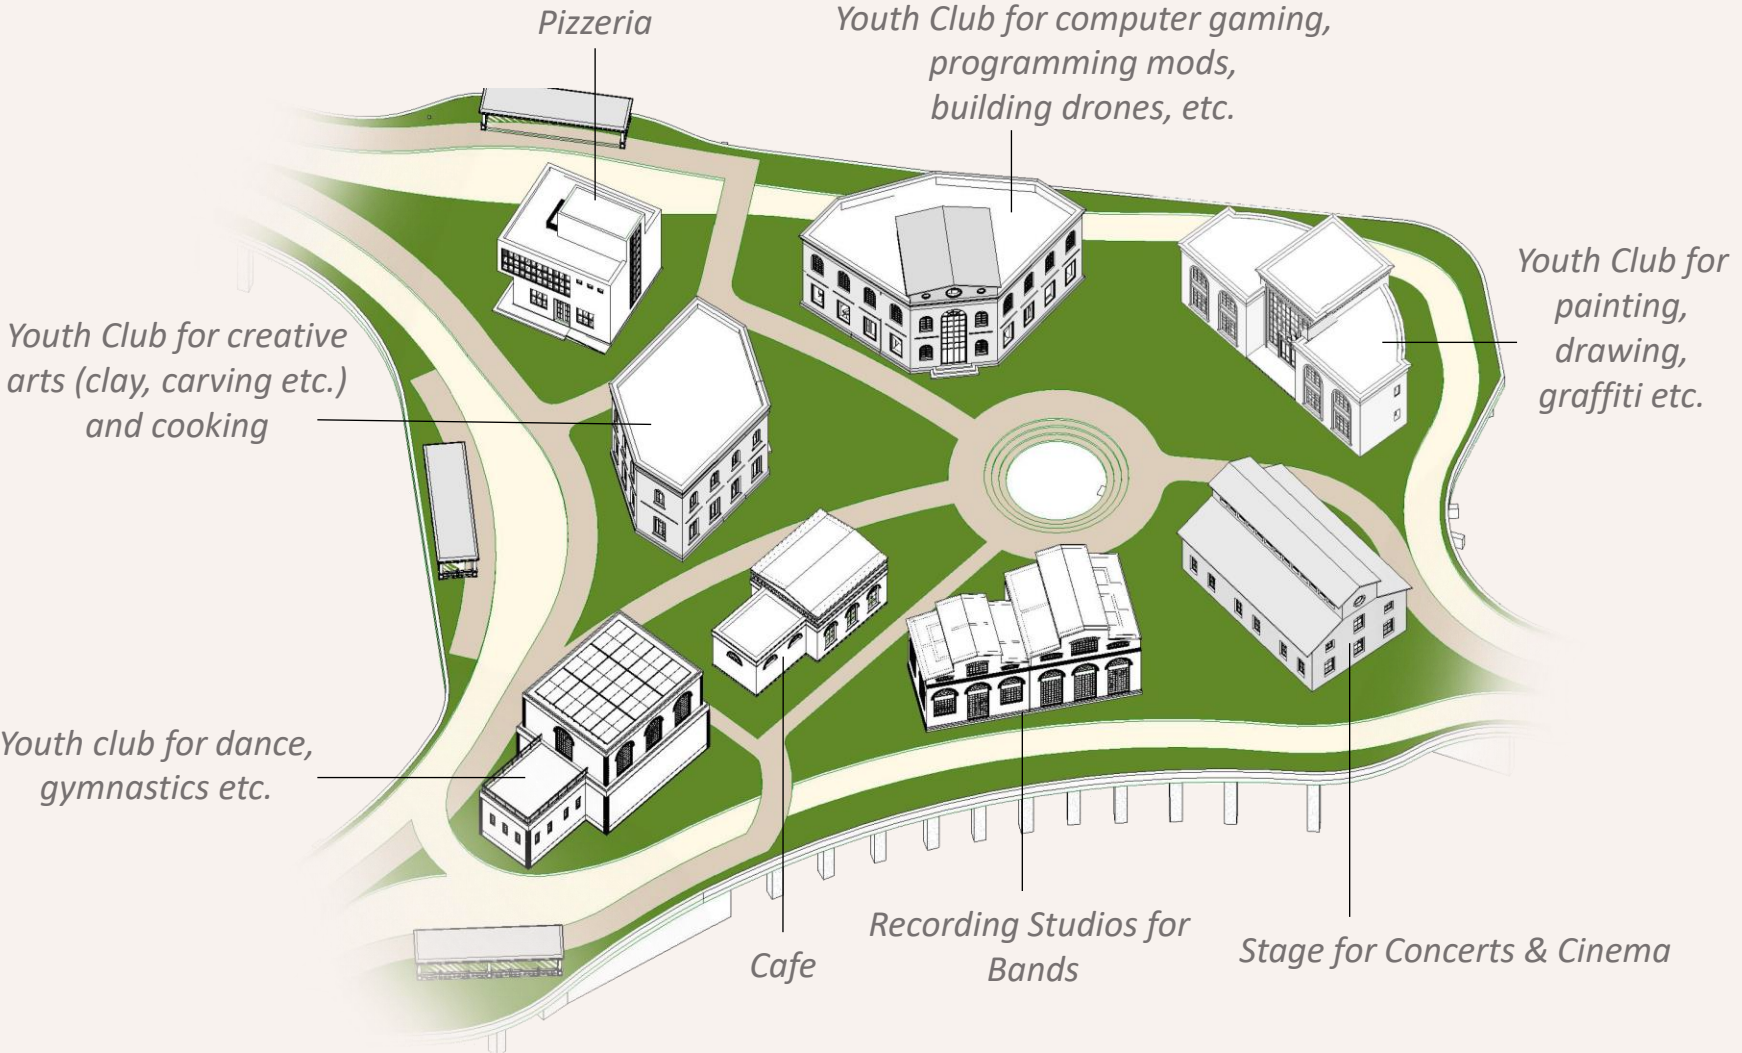 Pizzeria
Youth Club for computer gaming,
programming mods,
building drones, etc.
Youth Club for
painting,
drawing,
graffiti etc.
Youth Club for creative
arts (clay, carving etc.)
and cooking
Youth club for dance,
gymnastics etc.
Cafe
Recording Studios for
Bands
Stage for Concerts & Cinema